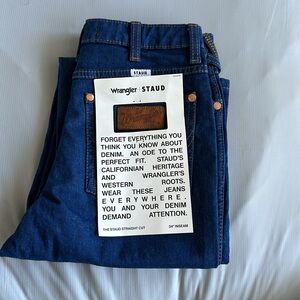 STAUD
Wrangler | STAUD
Wrangler
FORGET EVERYTHING YOU
THINK YOU KNOW ABOUT
DENIM. AN ODE TO THE
PERFECT FIT. STAUD'S
CALIFORNIAN HERITAGE
AND WRANGLER'S
WESTERN ROOTS.
WEAR THESE JEANS
EVERYWHERE.
YOU AND YOUR DENIM
DEMAND ATTENTION.
THE STAUD STRAIGHT CUT 34" INSEAM